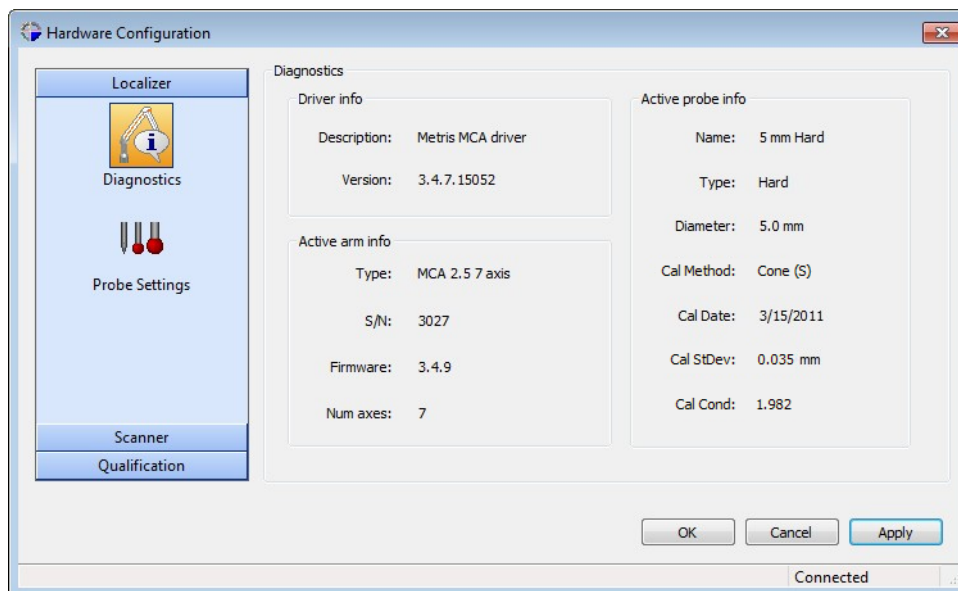 Hardware Configuration
Localizer
Diagnostics
Probe Settings
Scanner
Qualification
Diagnostics
Driver info
Description: Metris MCA driver
Version: 3.4.7.15052
Active arm info
Type: MCA 2.5 7 axis
S/N: 3027
Firmware: 3.4.9
Num axes: 7
Active probe info
Name: 5 mm Hard
Type: Hard
Diameter: 5.0 mm
Cal Method: Cone (S)
Cal Date: 3/15/2011
Cal StDev: 0.035 mm
Cal Cond: 1.982
OK Cancel Apply
Connected